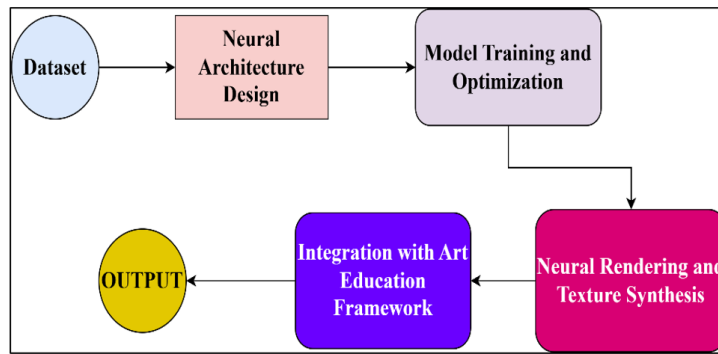 Dataset
Neural
Architecture
Design
Model Training and
Optimization
Neural Rendering and
Texture Synthesis
Integration with Art
Education
Framework
OUTPUT